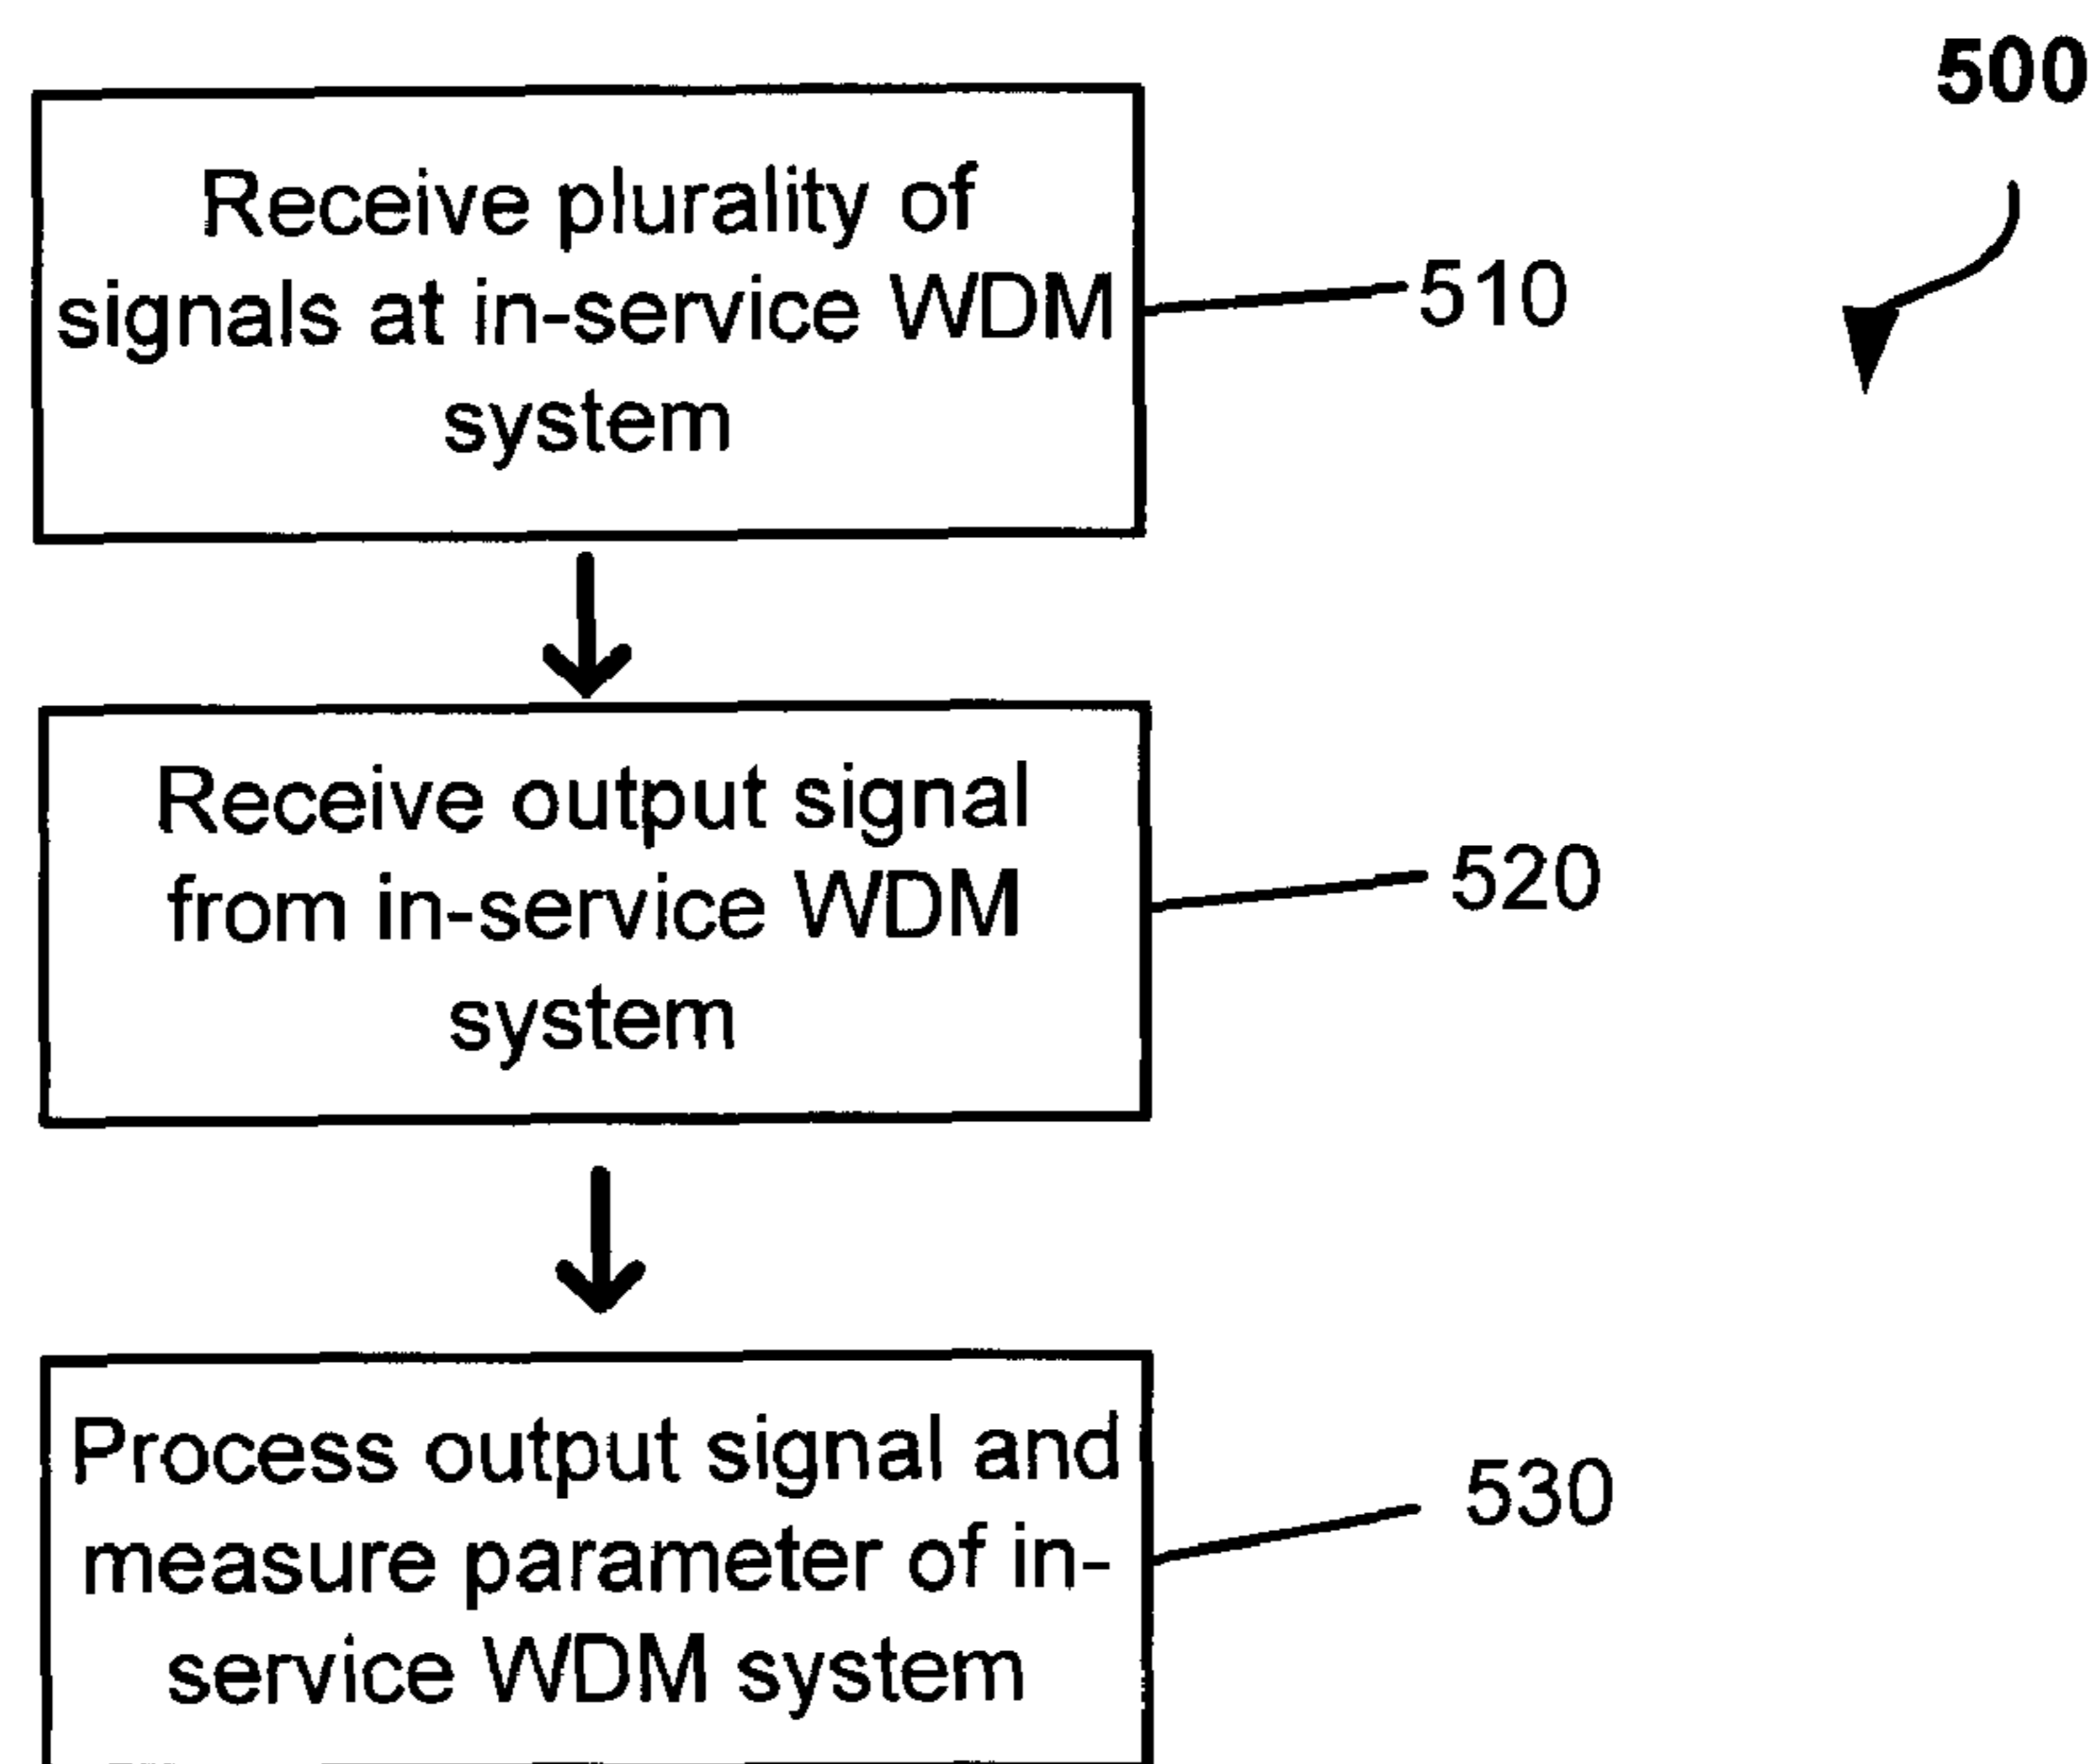 500
Receive plurality of
signals at in-service WDM
system
510
Receive output signal
from in-service WDM
system
520
Process output signal and
measure parameter of in-
service WDM system
530